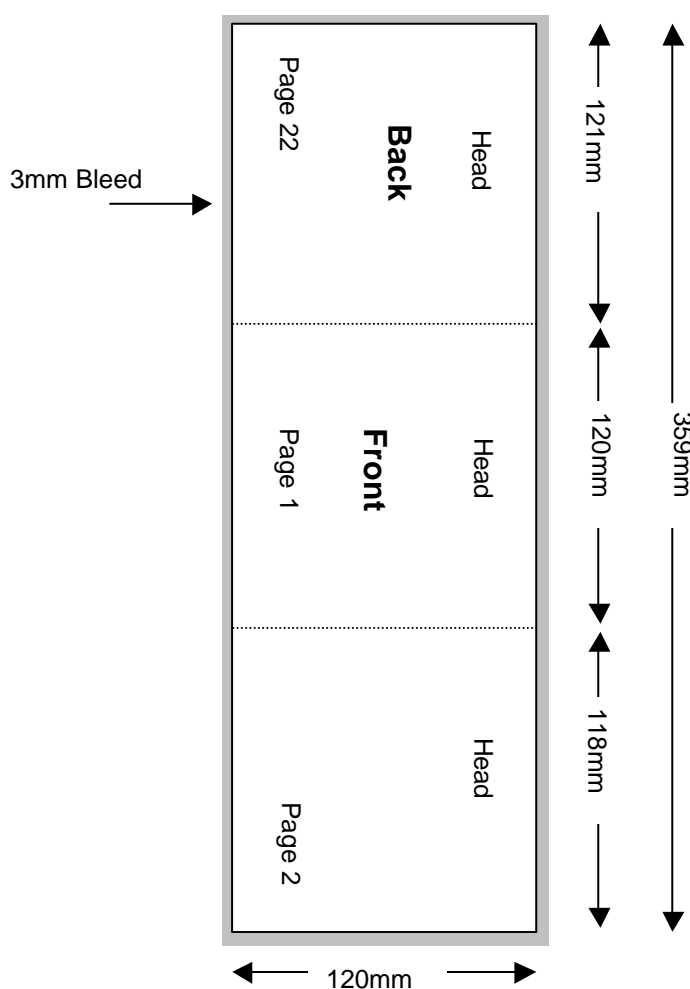 3mm Bleed
Page 22
Back
Head
121mm
Page 1
Front
Head
120mm
359mm
Page 2
Head
118mm
120mm